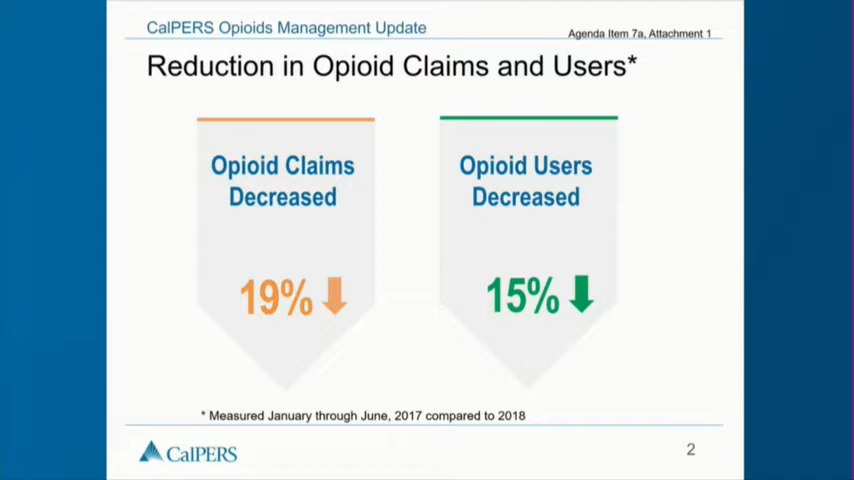 CalPERS Opioids Management Update
Agenda Item 7a, Attachment 1
Reduction in Opioid Claims and Users*
Opioid Claims
Decreased
19%
Opioid Users
Decreased
15%
* Measured January through June, 2017 compared to 2018
CalPERS
2